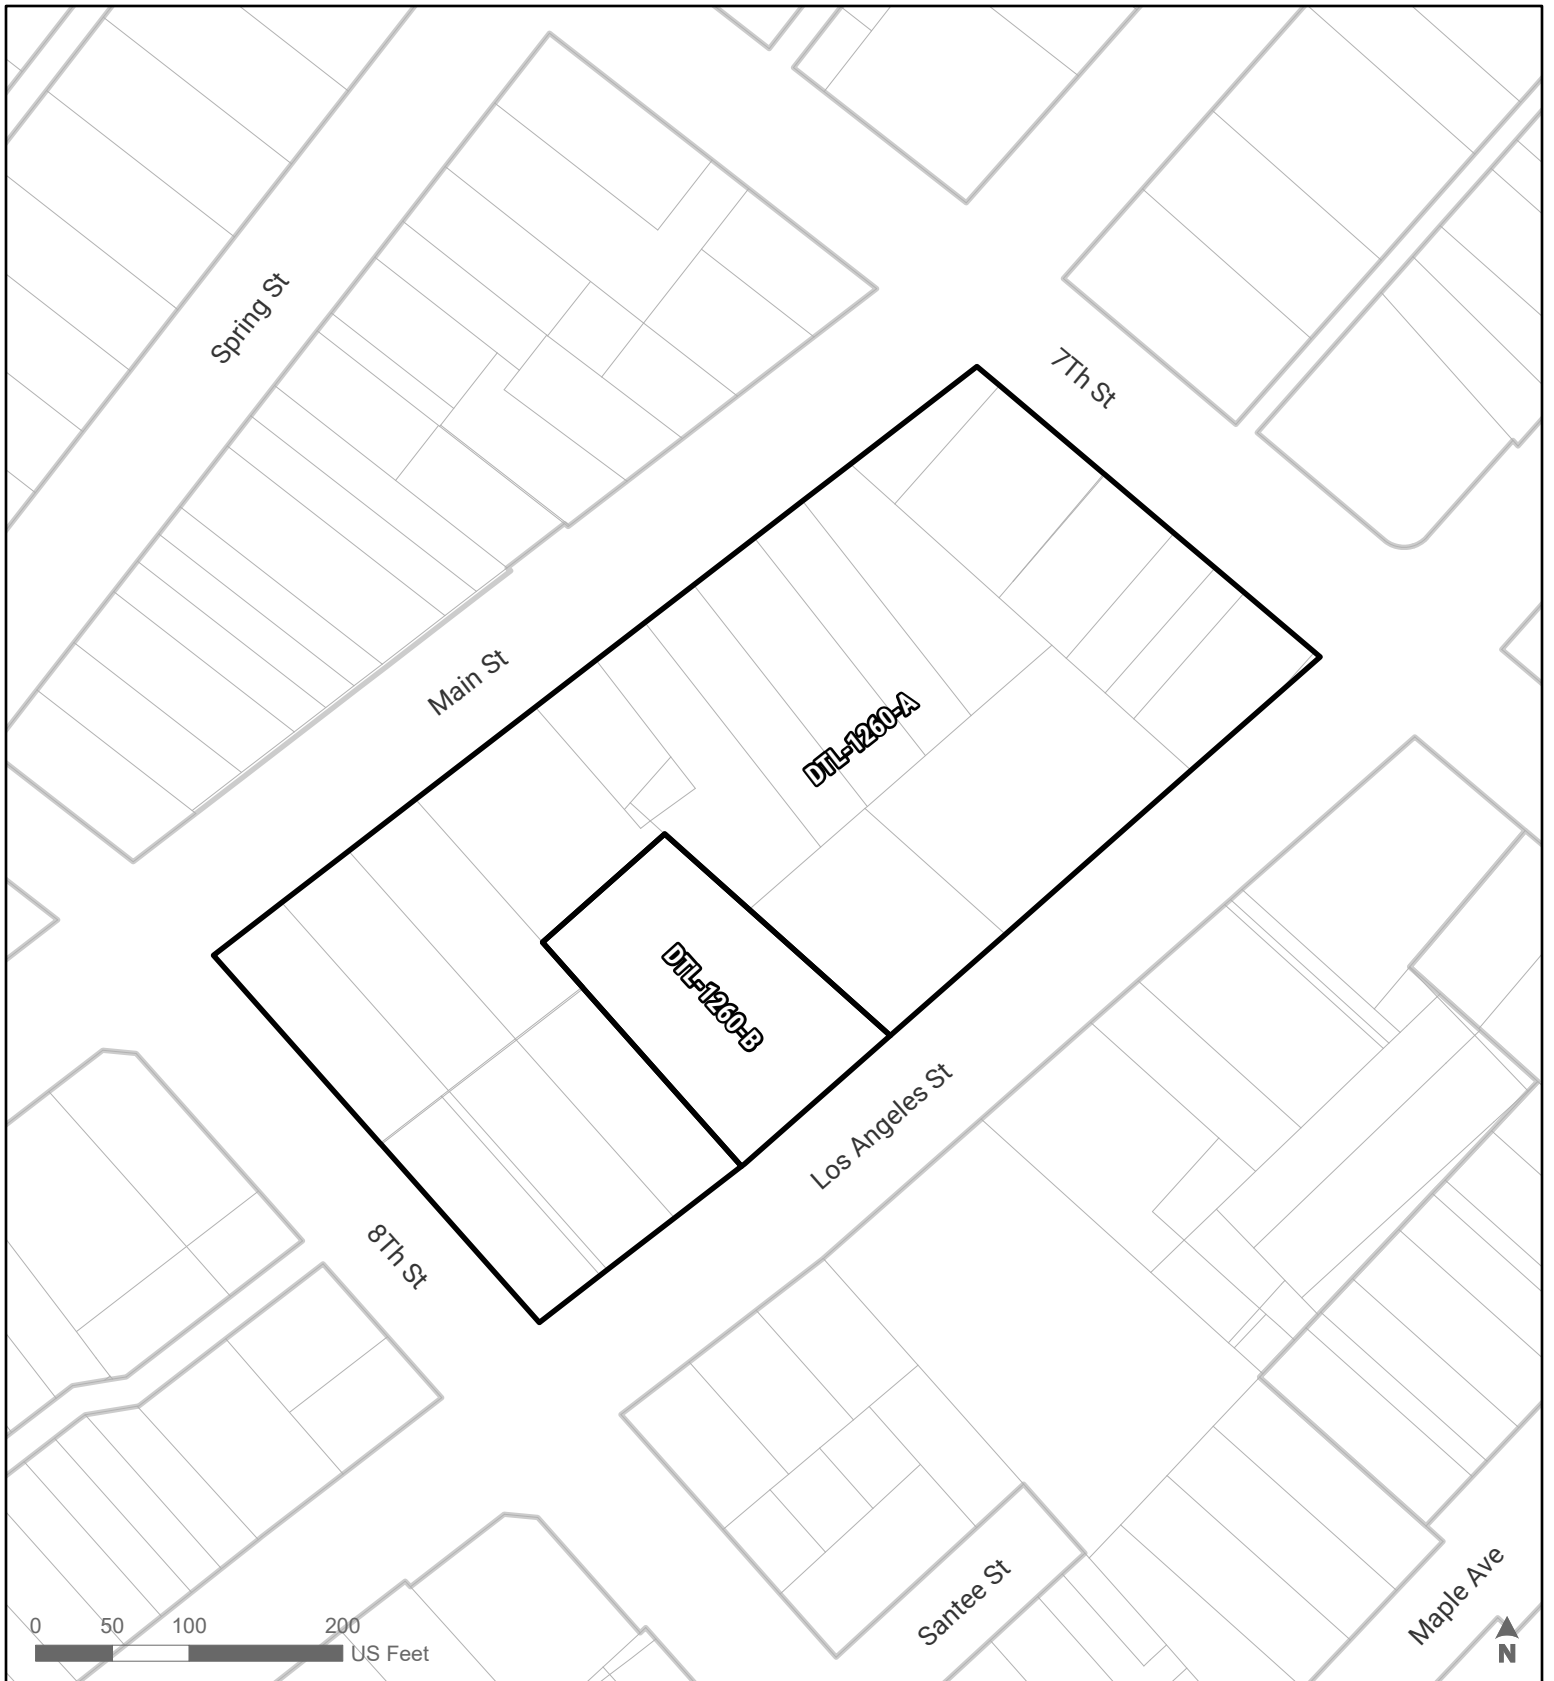 Spring St
7Th St
Main St
DTL-1260-A
DTL-1260-B
Los Angeles St
8Th St
Santee St
Maple Ave
0 50 100 200
US Feet
N